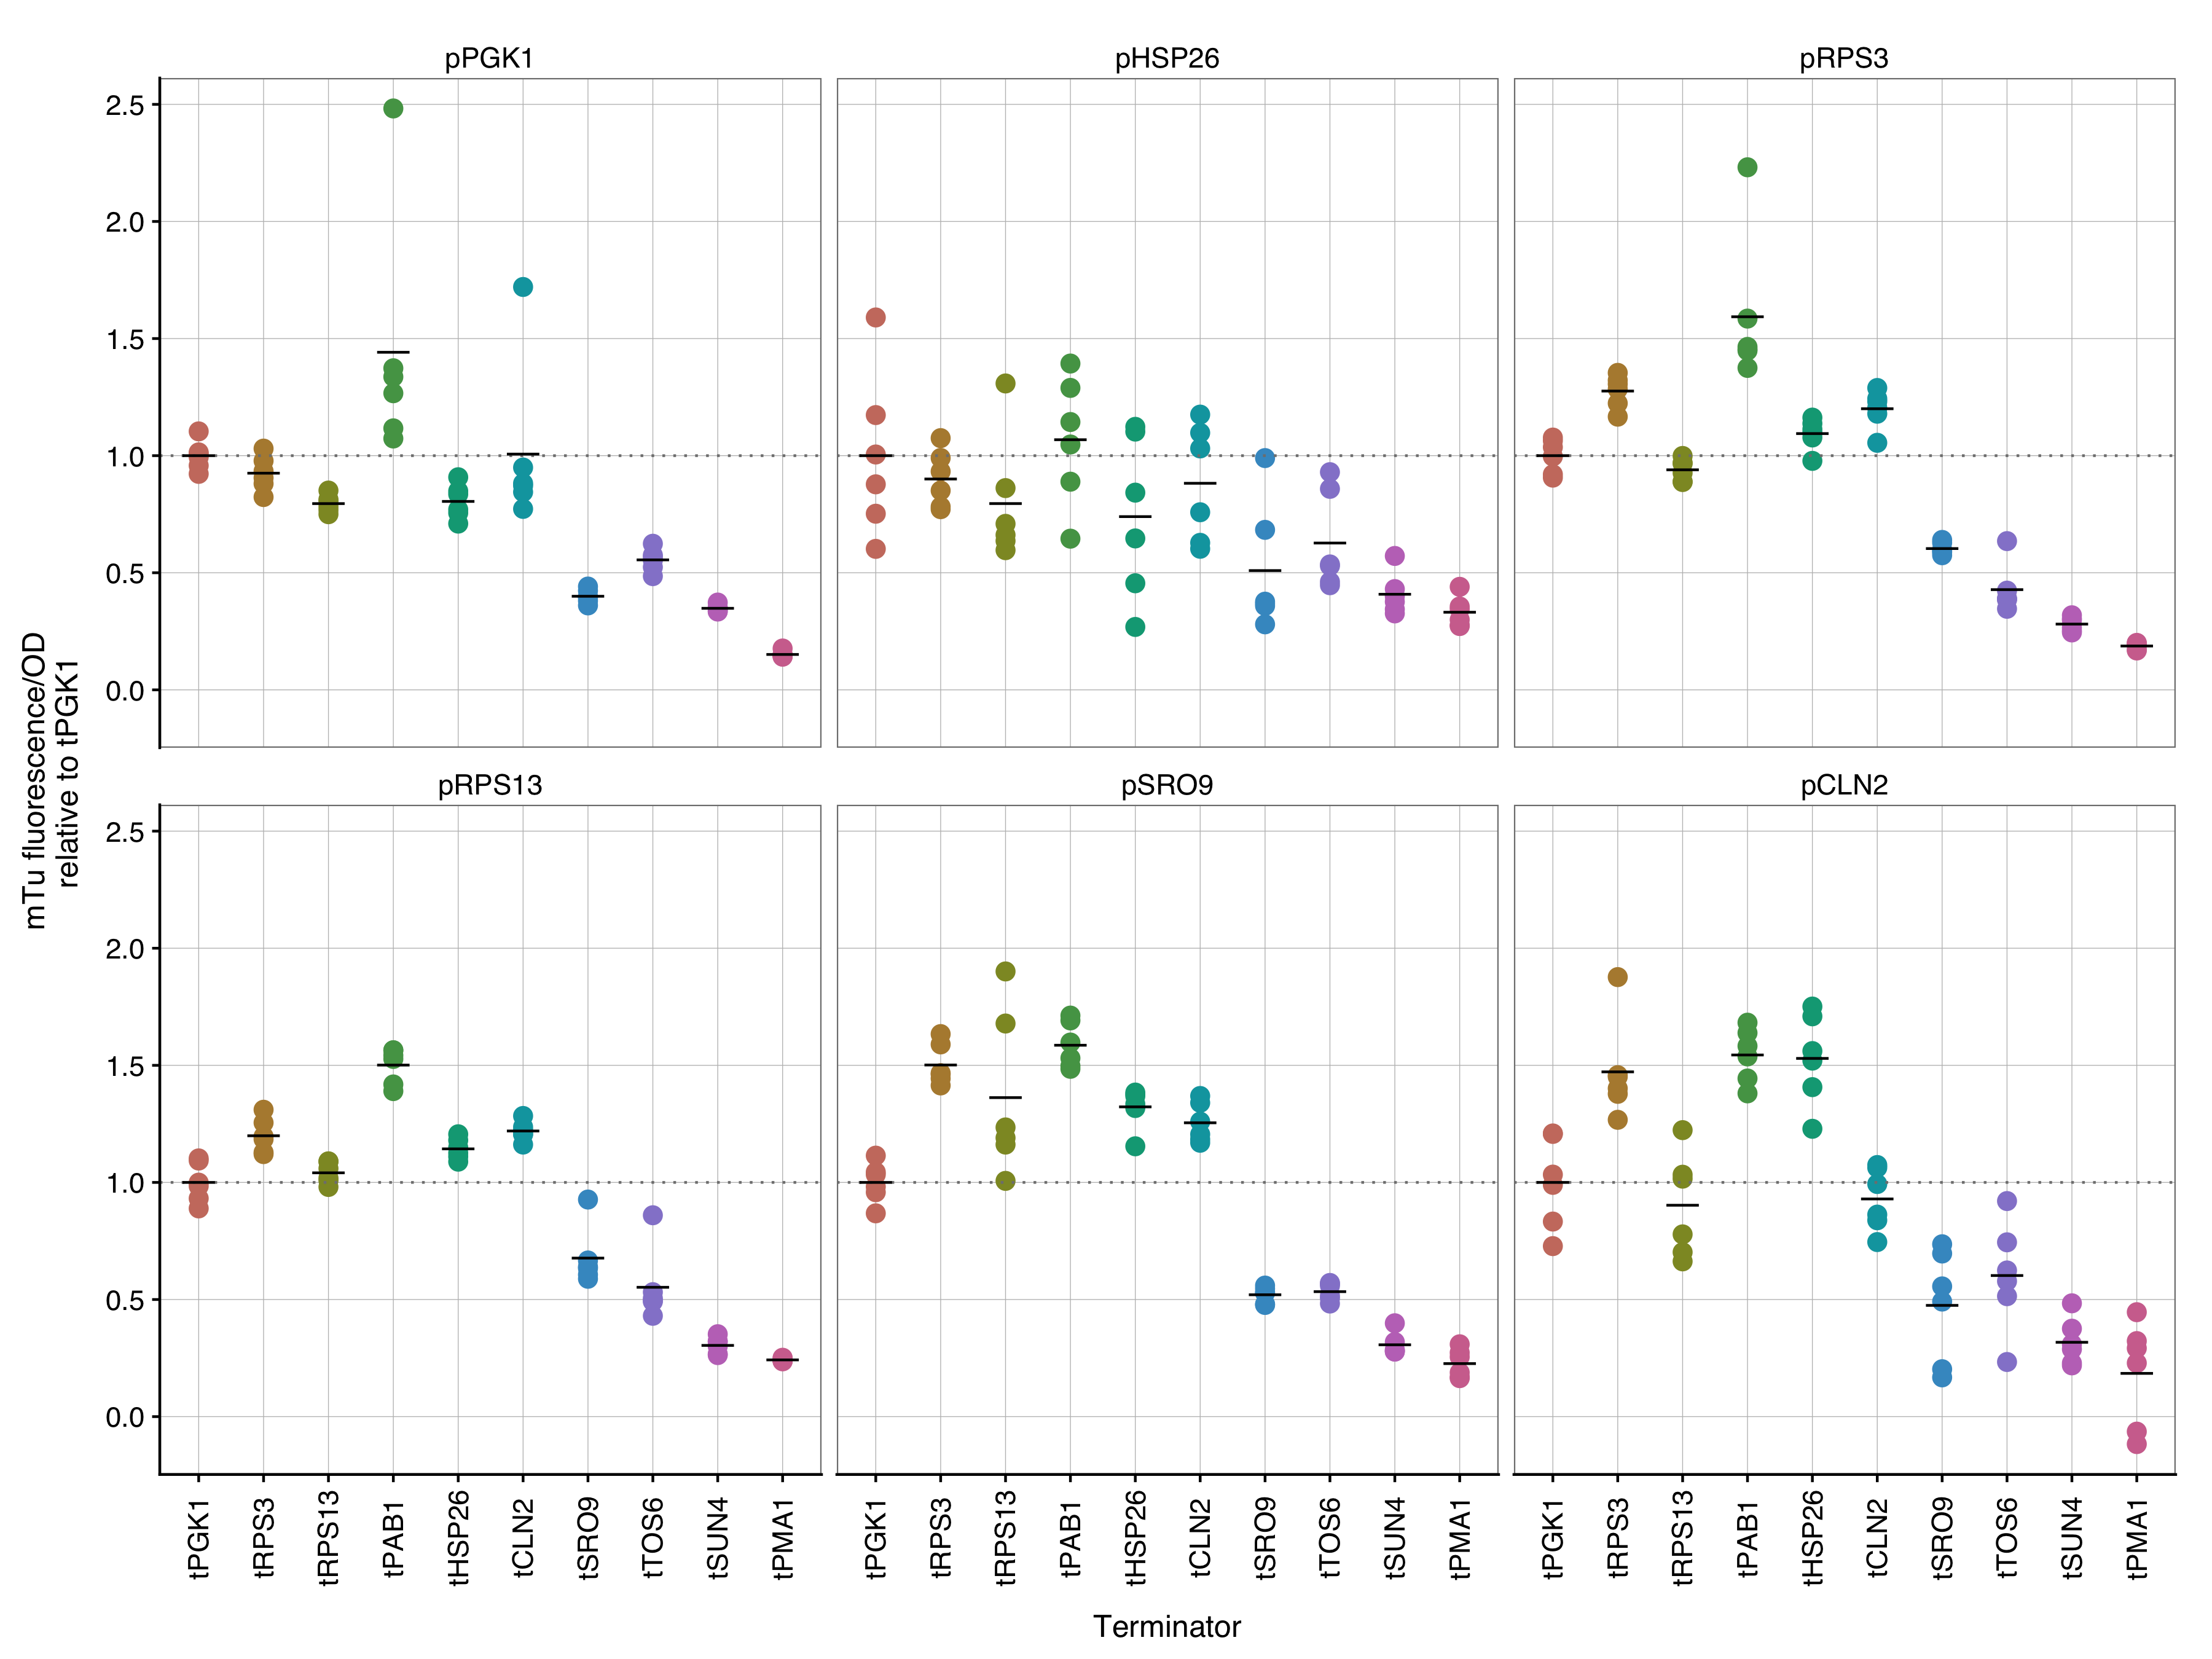 pPGK1
pHSP26
pRPS3
2.5
2.0
1.5
1.0
0.5
0.0
mTu fluorescence/OD
relative to tPGK1
pRPS13
pSRO9
pCLN2
2.5
2.0
1.5
1.0
0.5
0.0
tPGK1
tRPS3
tRPS13
tPAB1
tHSP26
tCLN2
tSRO9
tTOS6
tSUN4
tPMA1
tPGK1
tRPS3
tRPS13
tPAB1
tHSP26
tCLN2
tSRO9
tTOS6
tSUN4
tPMA1
tPGK1
tRPS3
tRPS13
tPAB1
tHSP26
tCLN2
tSRO9
tTOS6
tSUN4
tPMA1
Terminator